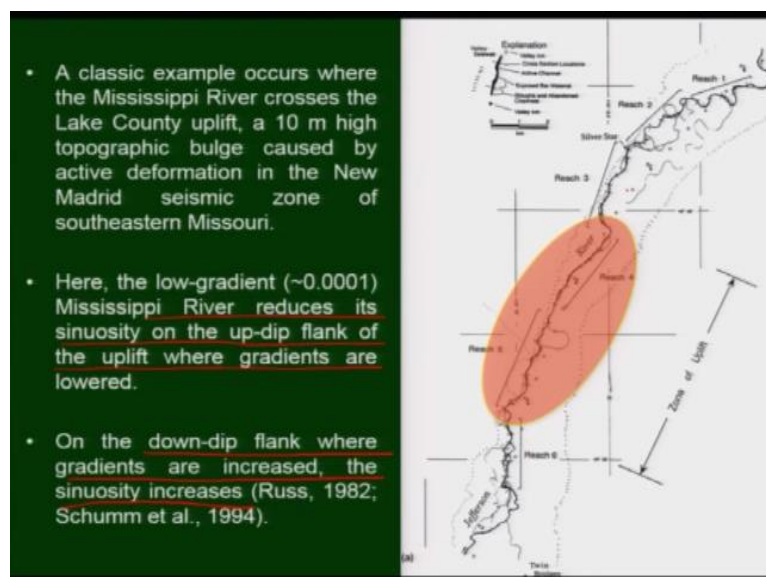 • A classic example occurs where
the Mississippi River crosses the
Lake County uplift, a 10 m high
topographic bulge caused by
active deformation in the New
Madrid seismic zone of
southeastern Missouri.
• Here, the low-gradient (~0.0001)
Mississippi River reduces its
sinuosity on the up-dip flank of
the uplift where gradients are
lowered.
• On the down-dip flank where
gradients are increased, the
sinuosity increases (Russ, 1982;
Schumm et al., 1994).
Explanation
Reach 1
Reach 2
Silver Star
Reach 3
River
Reach 4
Reach 5
Zone of Uplift
Reach 6
Jefferson
(a)
Twin